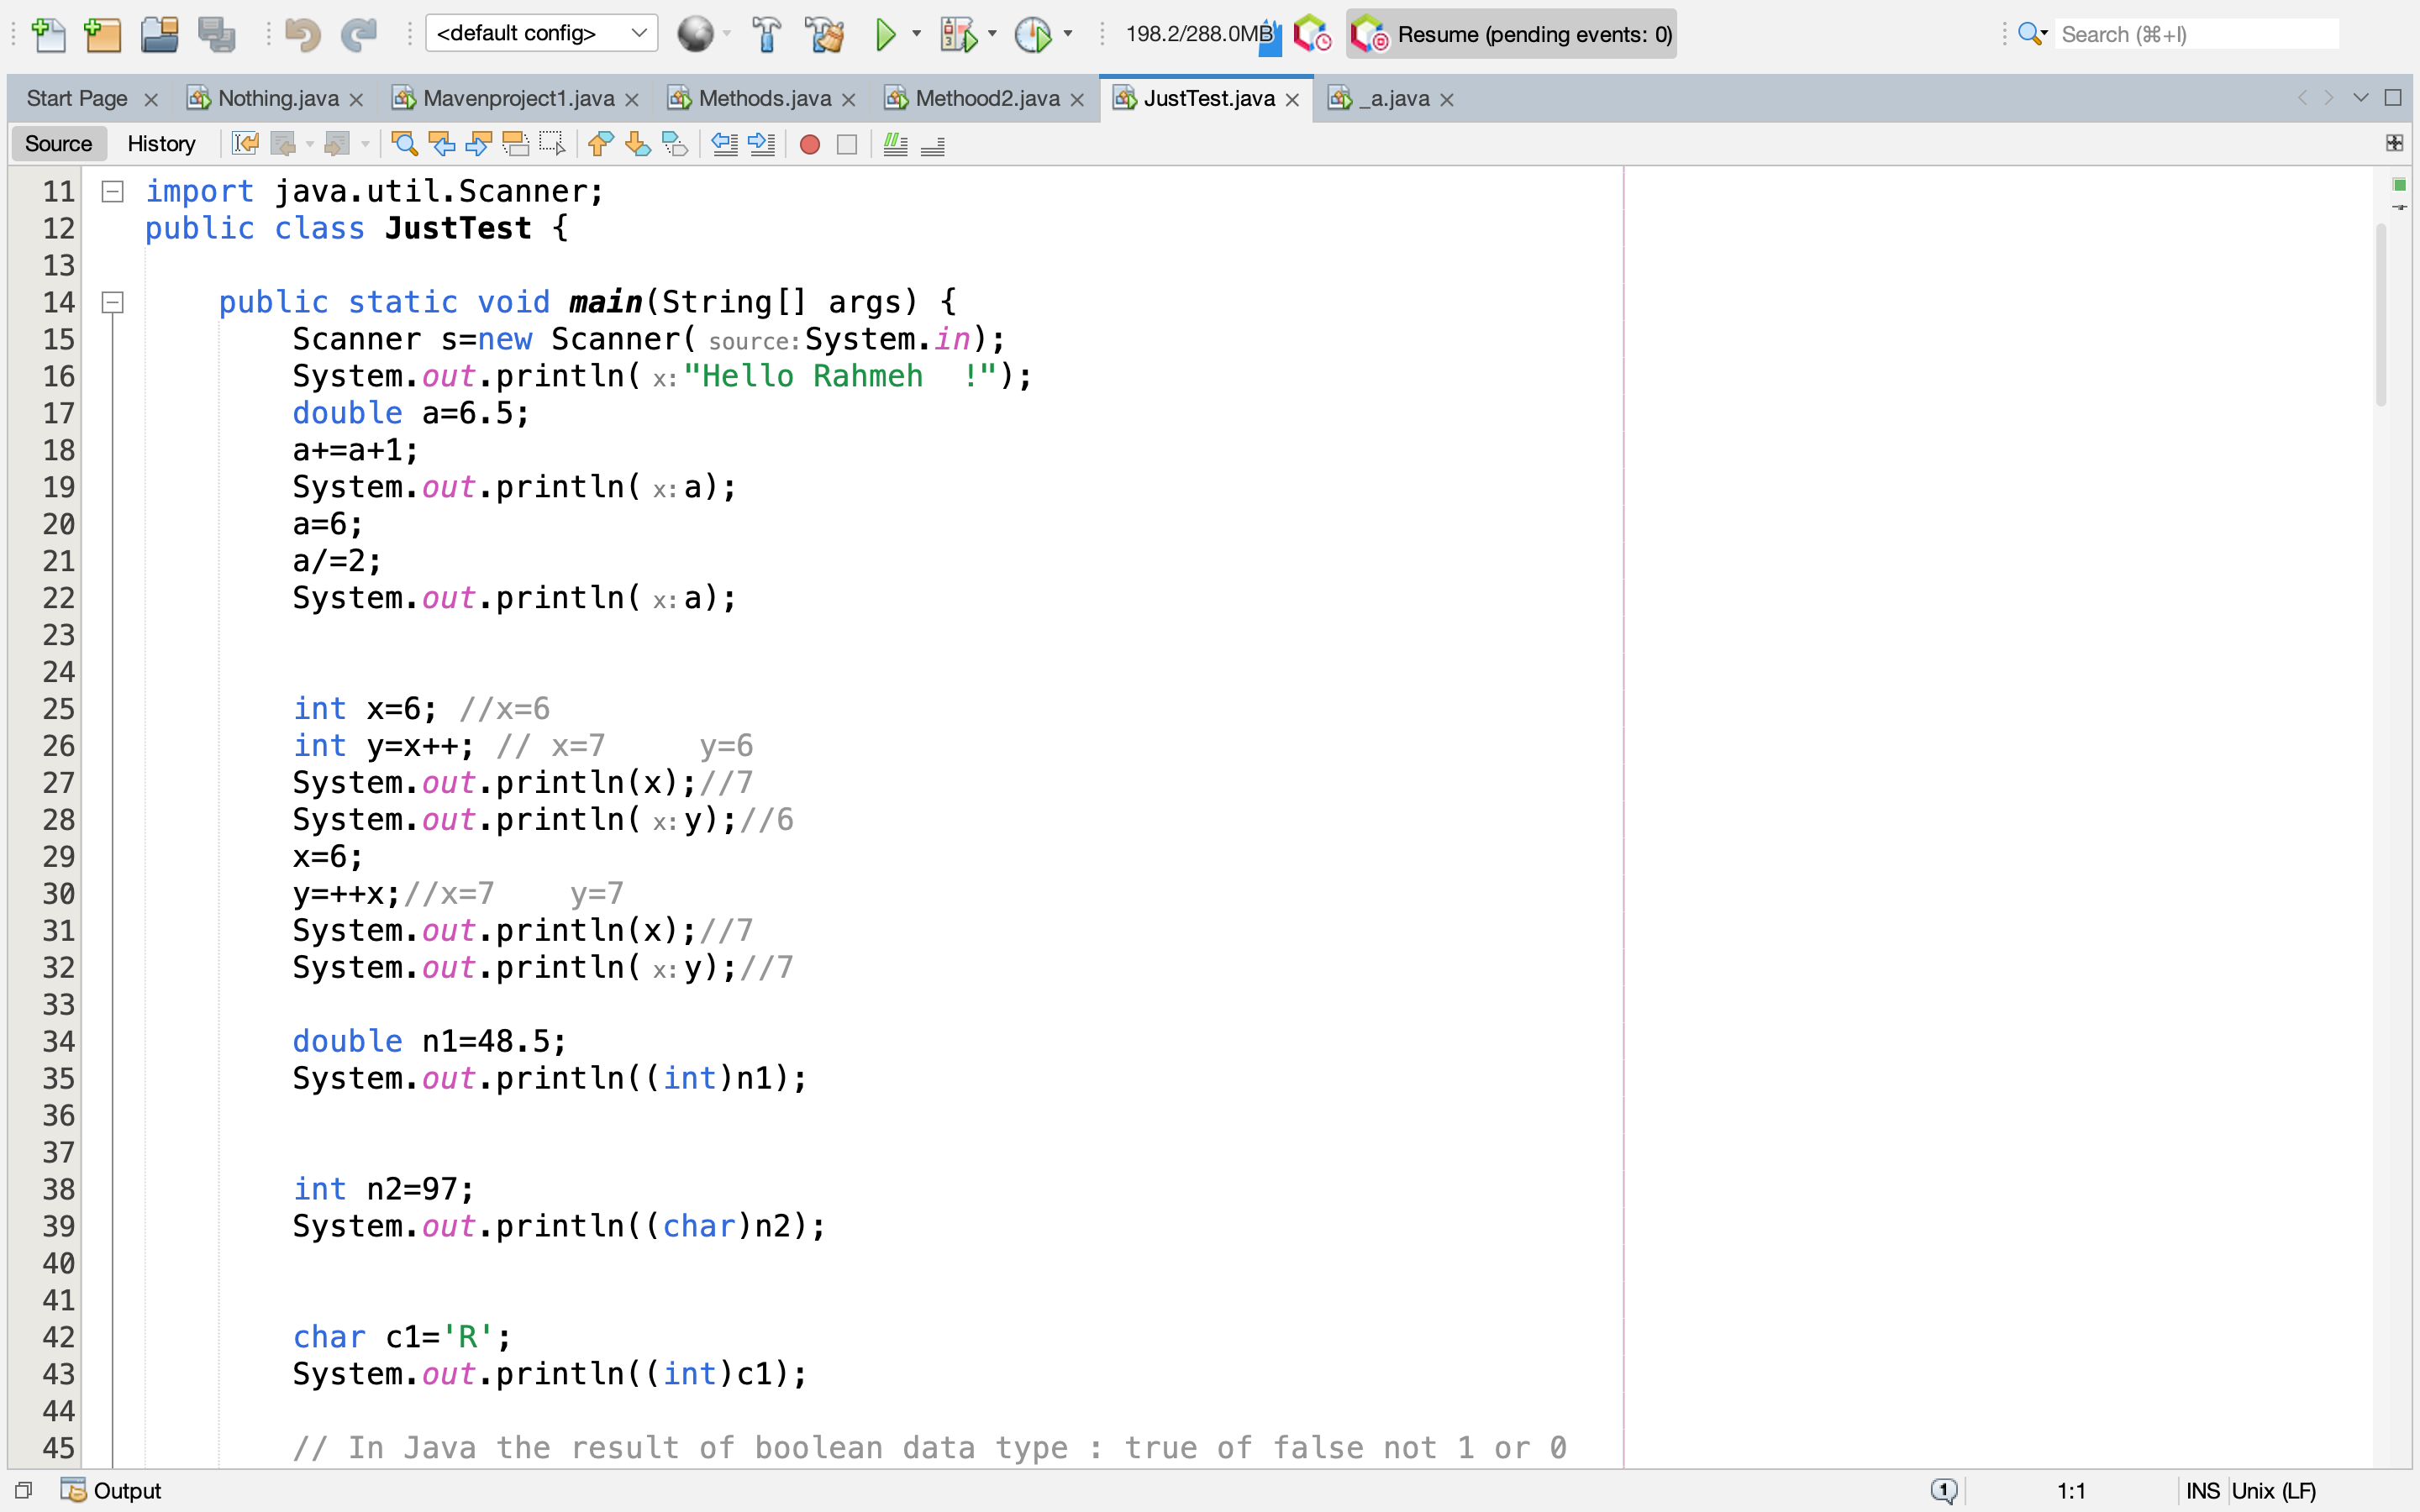 <default config>
198.2/288.0MB
Resume (pending events: 0)
Search (⌘+I)
Start Page
Nothing.java
Mavenproject1.java
Methods.java
Methood2.java
JustTest.java
_a.java
Source
History
11 import java.util.Scanner;
12 public class JustTest {
13
14 public static void main(String[] args) {
15 Scanner s=new Scanner( source:System.in);
16 System.out.println( x:"Hello Rahmeh  !");
17 double a=6.5;
18 a+=a+1;
19 System.out.println( x:a);
20 a=6;
21 a/=2;
22 System.out.println( x:a);
23
24
25 int x=6; //x=6
26 int y=x++; // x=7     y=6
27 System.out.println(x);//7
28 System.out.println( x:y);//6
29 x=6;
30 y=++x;//x=7    y=7
31 System.out.println(x);//7
32 System.out.println( x:y);//7
33
34 double n1=48.5;
35 System.out.println((int)n1);
36
37
38 int n2=97;
39 System.out.println((char)n2);
40
41
42 char c1='R';
43 System.out.println((int)c1);
44
45 // In Java the result of boolean data type : true of false not 1 or 0
Output
1
1:1
INS
Unix (LF)